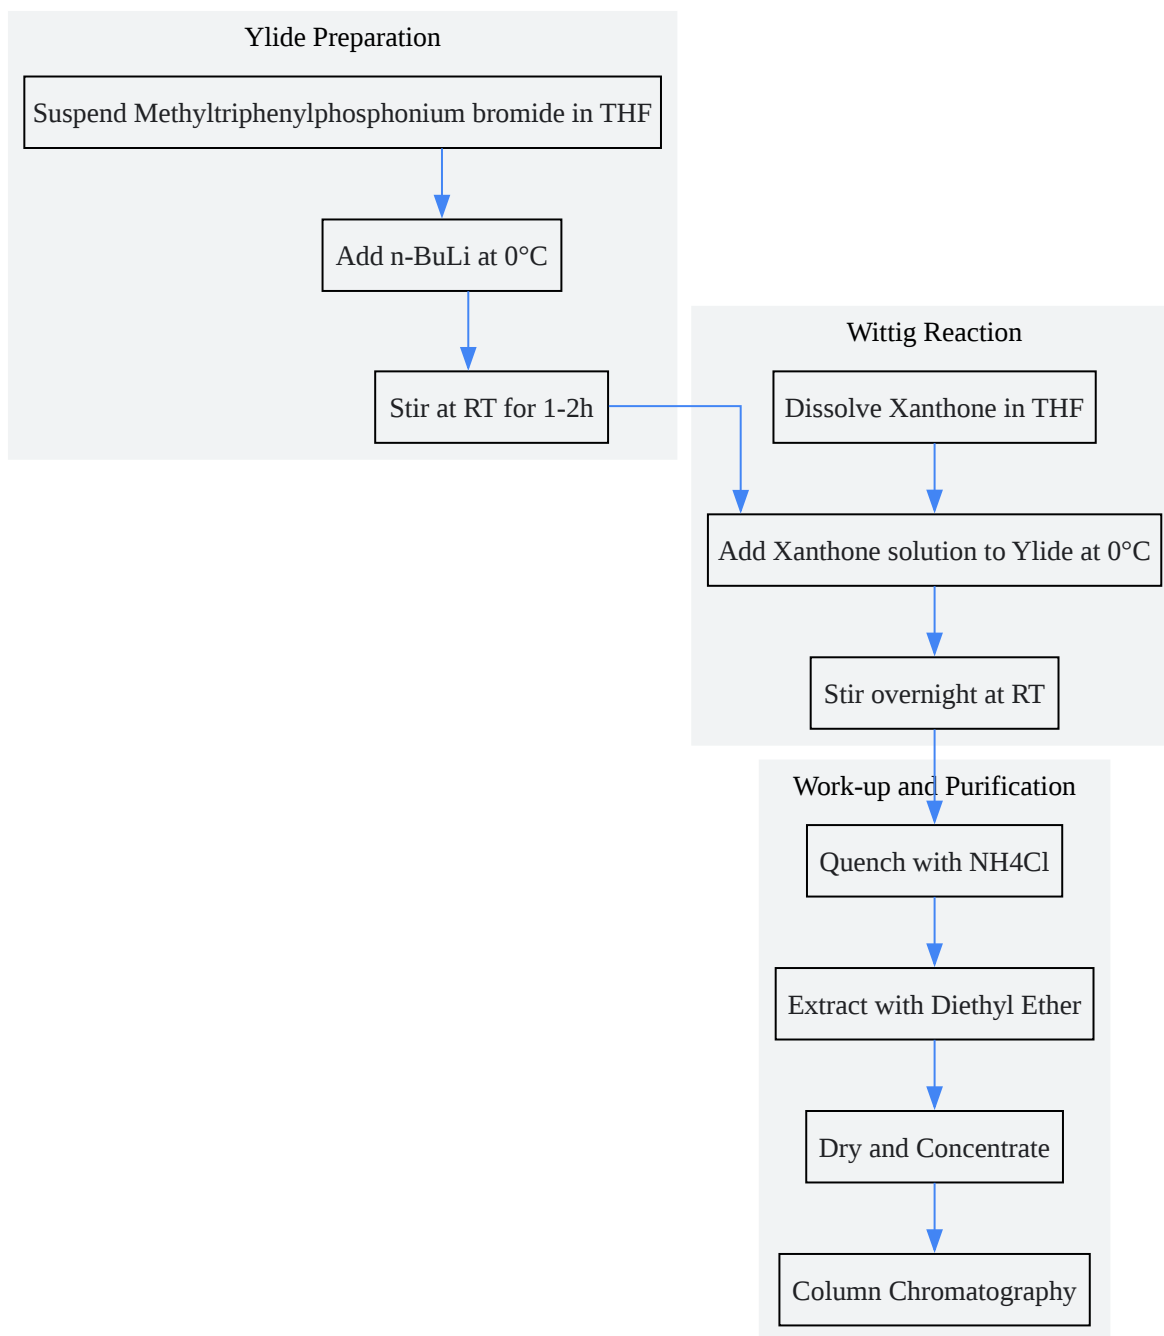 Ylide Preparation
Suspend Methyltriphenylphosphonium bromide in THF
Add n-BuLi at 0°C
Stir at RT for 1-2h
Wittig Reaction
Dissolve Xanthone in THF
Add Xanthone solution to Ylide at 0°C
Stir overnight at RT
Work-up and Purification
Quench with NH4Cl
Extract with Diethyl Ether
Dry and Concentrate
Column Chromatography